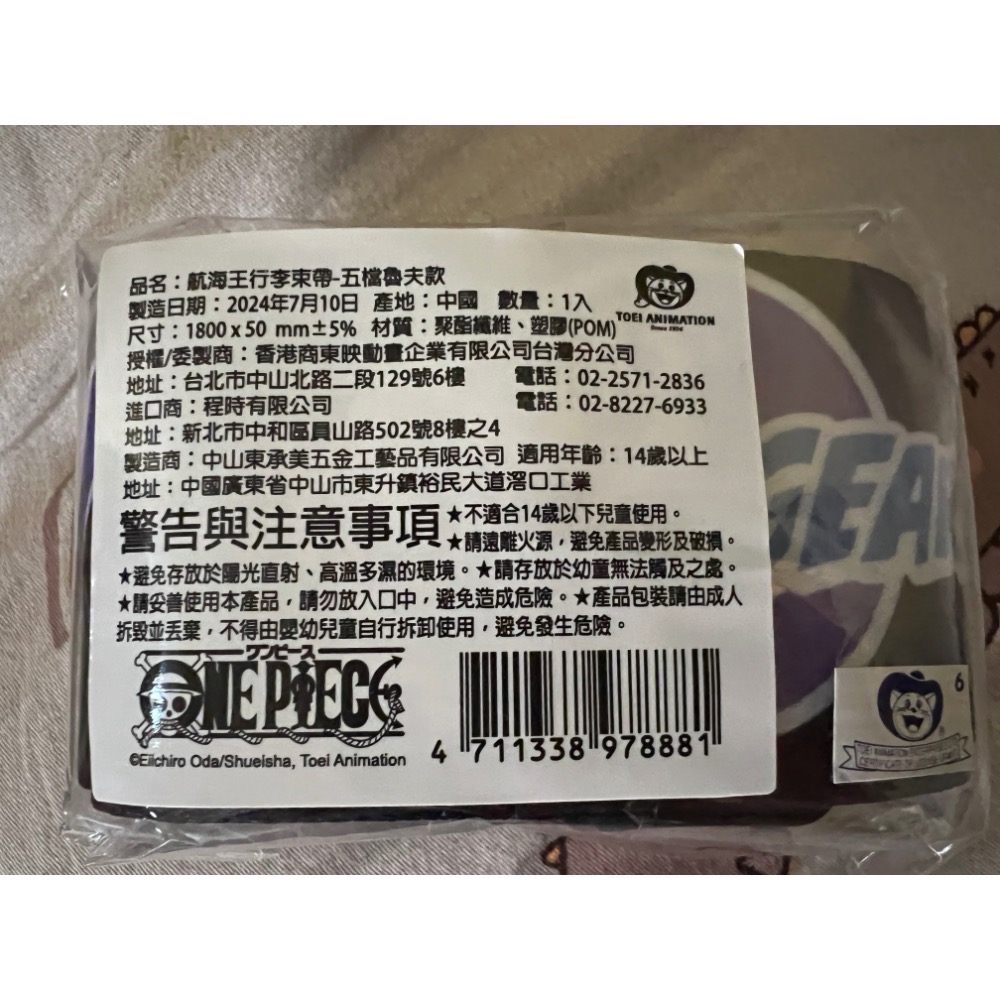 品名：航海王行李束帶-五檔魯夫款
製造日期：2024年7月10日 產地：中國 數量：1入
尺寸：1800 x 50 mm±5% 材質：聚酯纖維、塑膠(POM)
TOEI ANIMATION
授權/委製商：香港商東映動畫企業有限公司台灣分公司
地址：台北市中山北路二段129號6樓 電話：02-2571-2836
進口商：程時有限公司 電話：02-8227-6933
地址：新北市中和區員山路502號8樓之4
製造商：中山東承美五金工藝品有限公司 適用年齡：14歲以上
地址：中國廣東省中山市東升鎮裕民大道滘口工業
警告與注意事項 ★不適合14歲以下兒童使用。
★請遠離火源，避免產品變形及破損。
★避免存放於陽光直射、高溫多濕的環境。★請存放於幼童無法觸及之處。
★請妥善使用本產品，請勿放入口中，避免造成危險。★產品包裝請由成人
拆毀並丟棄，不得由嬰幼兒童自行拆卸使用，避免發生危險。
ワンピース
ONE PIECE
©Eiichiro Oda/Shueisha, Toei Animation
4 711338 978881
GEA
6